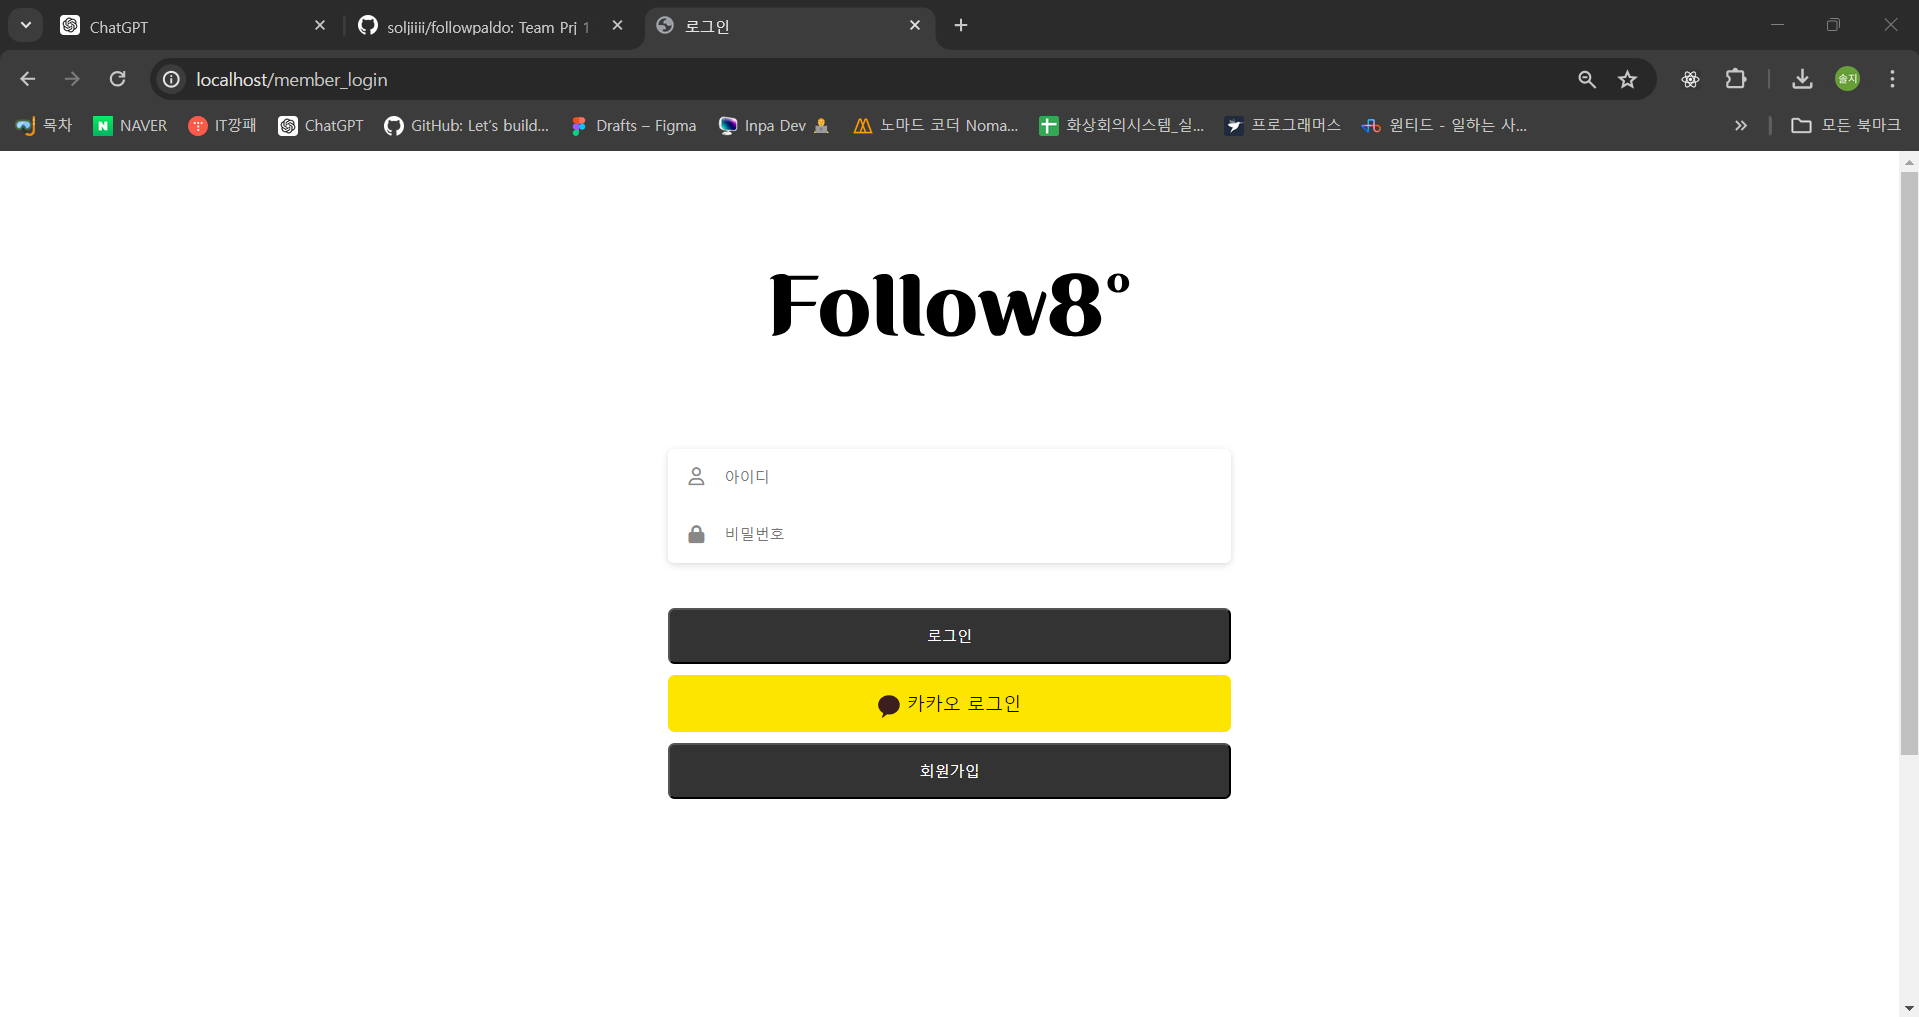 ChatGPT
soljiiii/followpaldo: Team Prj 1
로그인
localhost/member_login
솔지
목차
NAVER
IT깡패
ChatGPT
GitHub: Let's build...
Drafts – Figma
Inpa Dev
노마드 코더 Noma...
화상회의시스템_실...
프로그래머스
원티드 - 일하는 사...
모든 북마크
Follow8°
아이디
비밀번호
로그인
카카오 로그인
회원가입